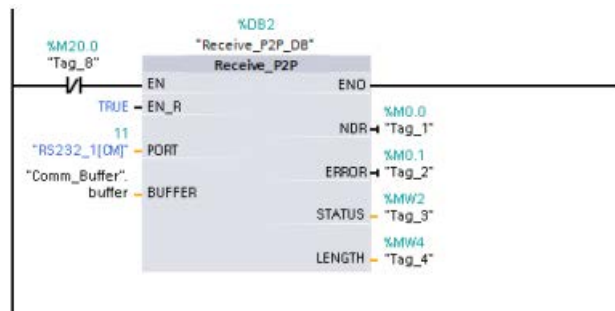 %DB2
"Receive_P2P_DB"
%M20.0
"Tag_8"
Receive_P2P
EN
ENO
TRUE
EN_R
%M0.0
NDR
"Tag_1"
11
"RS232_1[CM]"
PORT
%M0.1
ERROR
"Tag_2"
"Comm_Buffer".
buffer
BUFFER
%MW2
STATUS
"Tag_3"
%MW4
LENGTH
"Tag_4"